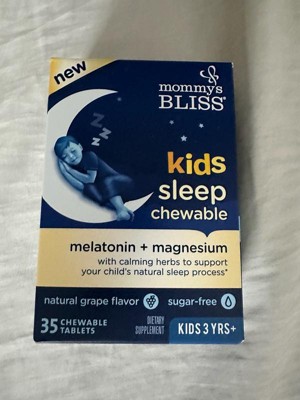 new
mommy's
BLISS®
zzz
kids
sleep
chewable
melatonin + magnesium
with calming herbs to support
your child's natural sleep process*
natural grape flavor sugar-free
35 CHEWABLE TABLETS
DIETARY SUPPLEMENT
KIDS 3 YRS+